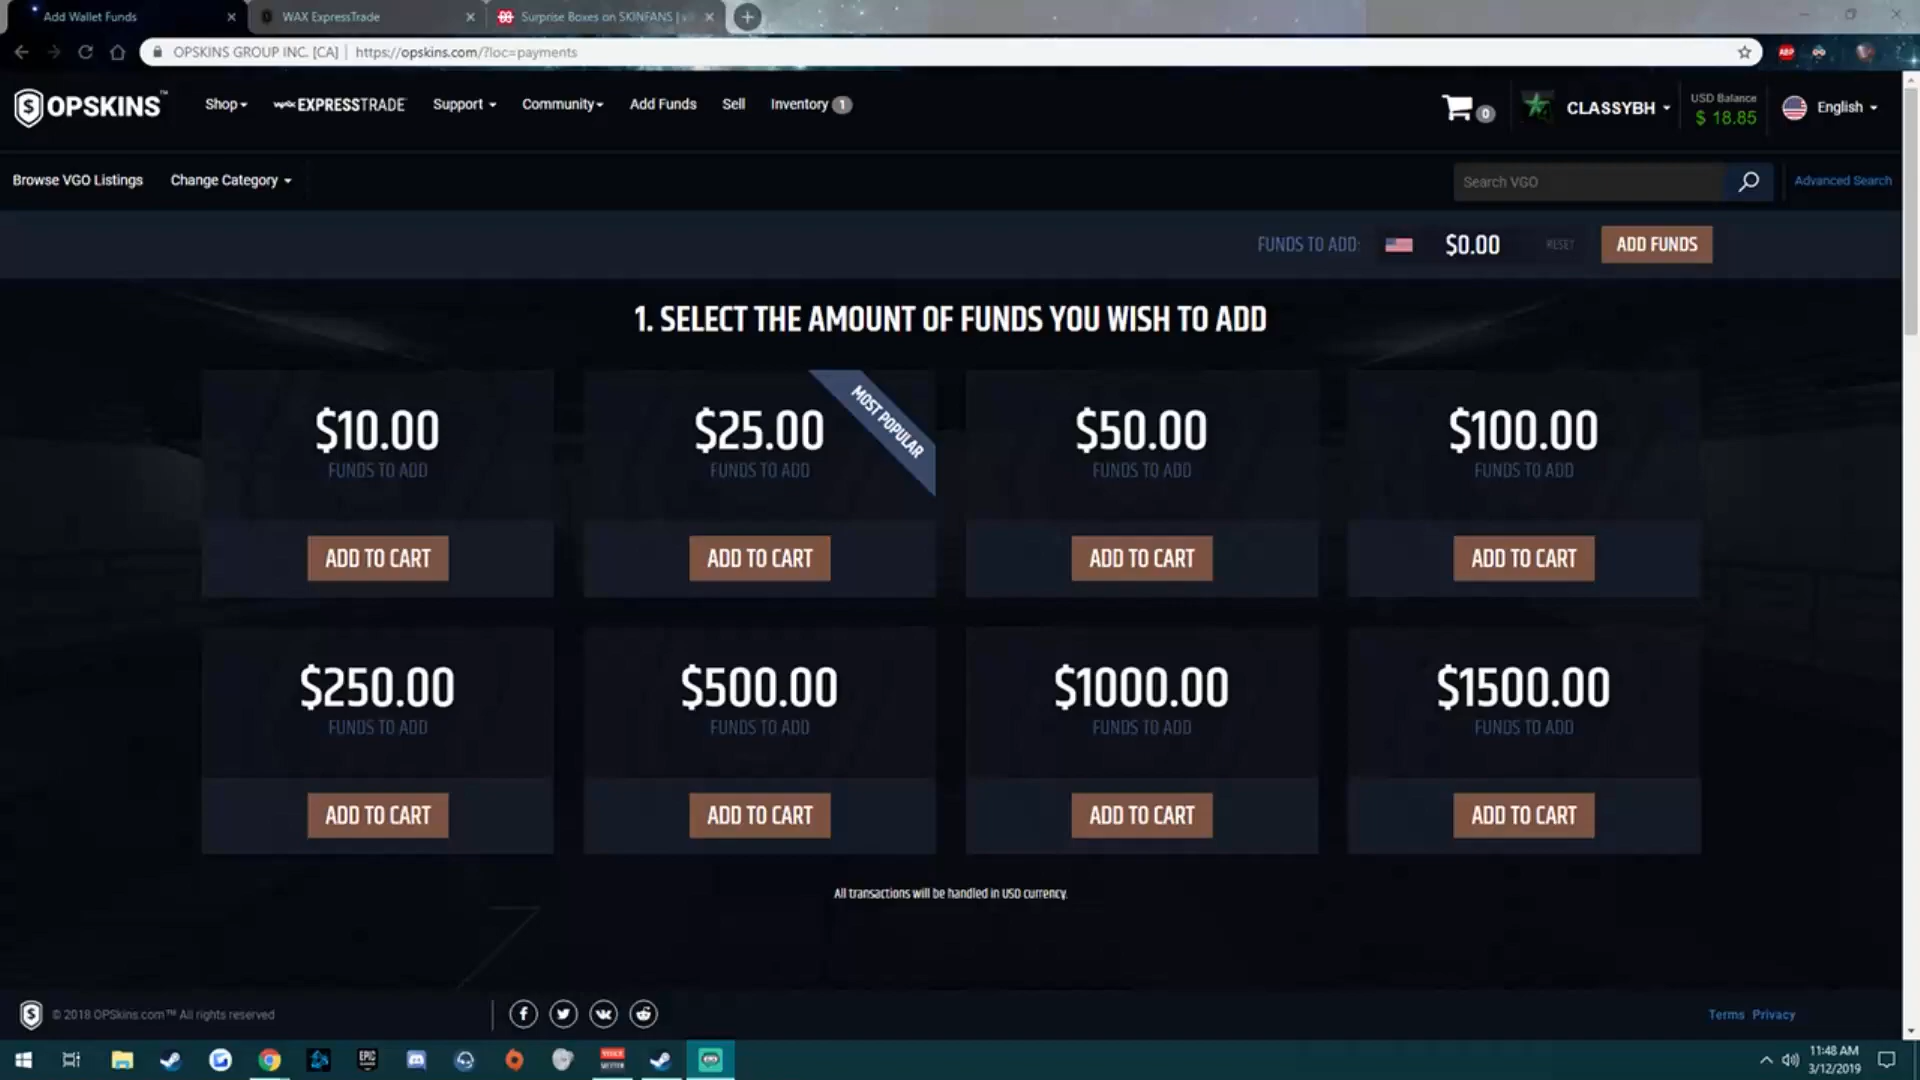 Add Wallet Funds
WAX ExpressTrade
Surprise Boxes on SKINFANS |
OPSKINS GROUP INC. [CA] | https://opskins.com/?loc=payments
OPSKINS™
Shop
WAX EXPRESSTRADE
Support
Community
Add Funds
Sell
Inventory 1
0
CLASSYBH
USD Balance
$ 18.85
English
Browse VGO Listings
Change Category
Search VGO
Advanced Search
FUNDS TO ADD:
$0.00
RESET
ADD FUNDS
1. SELECT THE AMOUNT OF FUNDS YOU WISH TO ADD
$10.00
FUNDS TO ADD
ADD TO CART
$25.00
FUNDS TO ADD
MOST POPULAR
ADD TO CART
$50.00
FUNDS TO ADD
ADD TO CART
$100.00
FUNDS TO ADD
ADD TO CART
$250.00
FUNDS TO ADD
ADD TO CART
$500.00
FUNDS TO ADD
ADD TO CART
$1000.00
FUNDS TO ADD
ADD TO CART
$1500.00
FUNDS TO ADD
ADD TO CART
All transactions will be handled in USD currency.
© 2018 OPSkins.com™ All rights reserved
Terms Privacy
ABP
EPIC
11:48 AM
3/12/2019